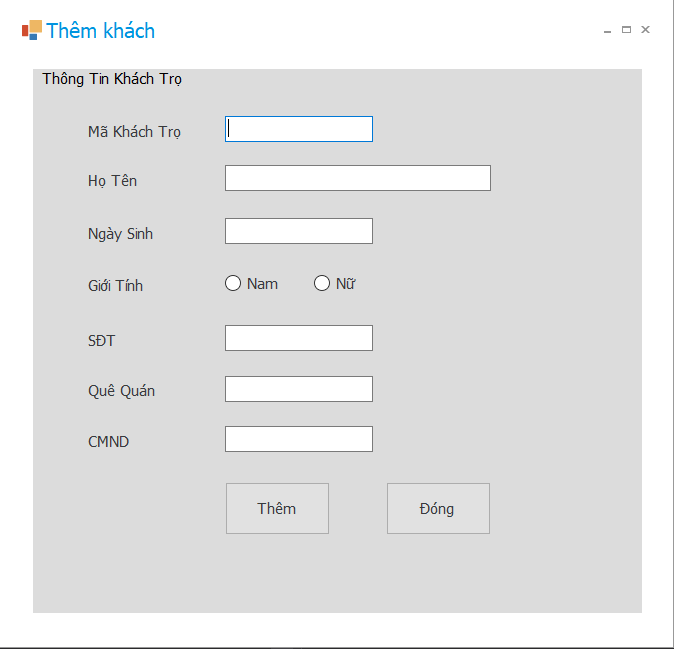 Thêm khách
Thông Tin Khách Trọ
Mã Khách Trọ
Họ Tên
Ngày Sinh
Giới Tính Nam Nữ
SĐT
Quê Quán
CMND
Thêm Đóng